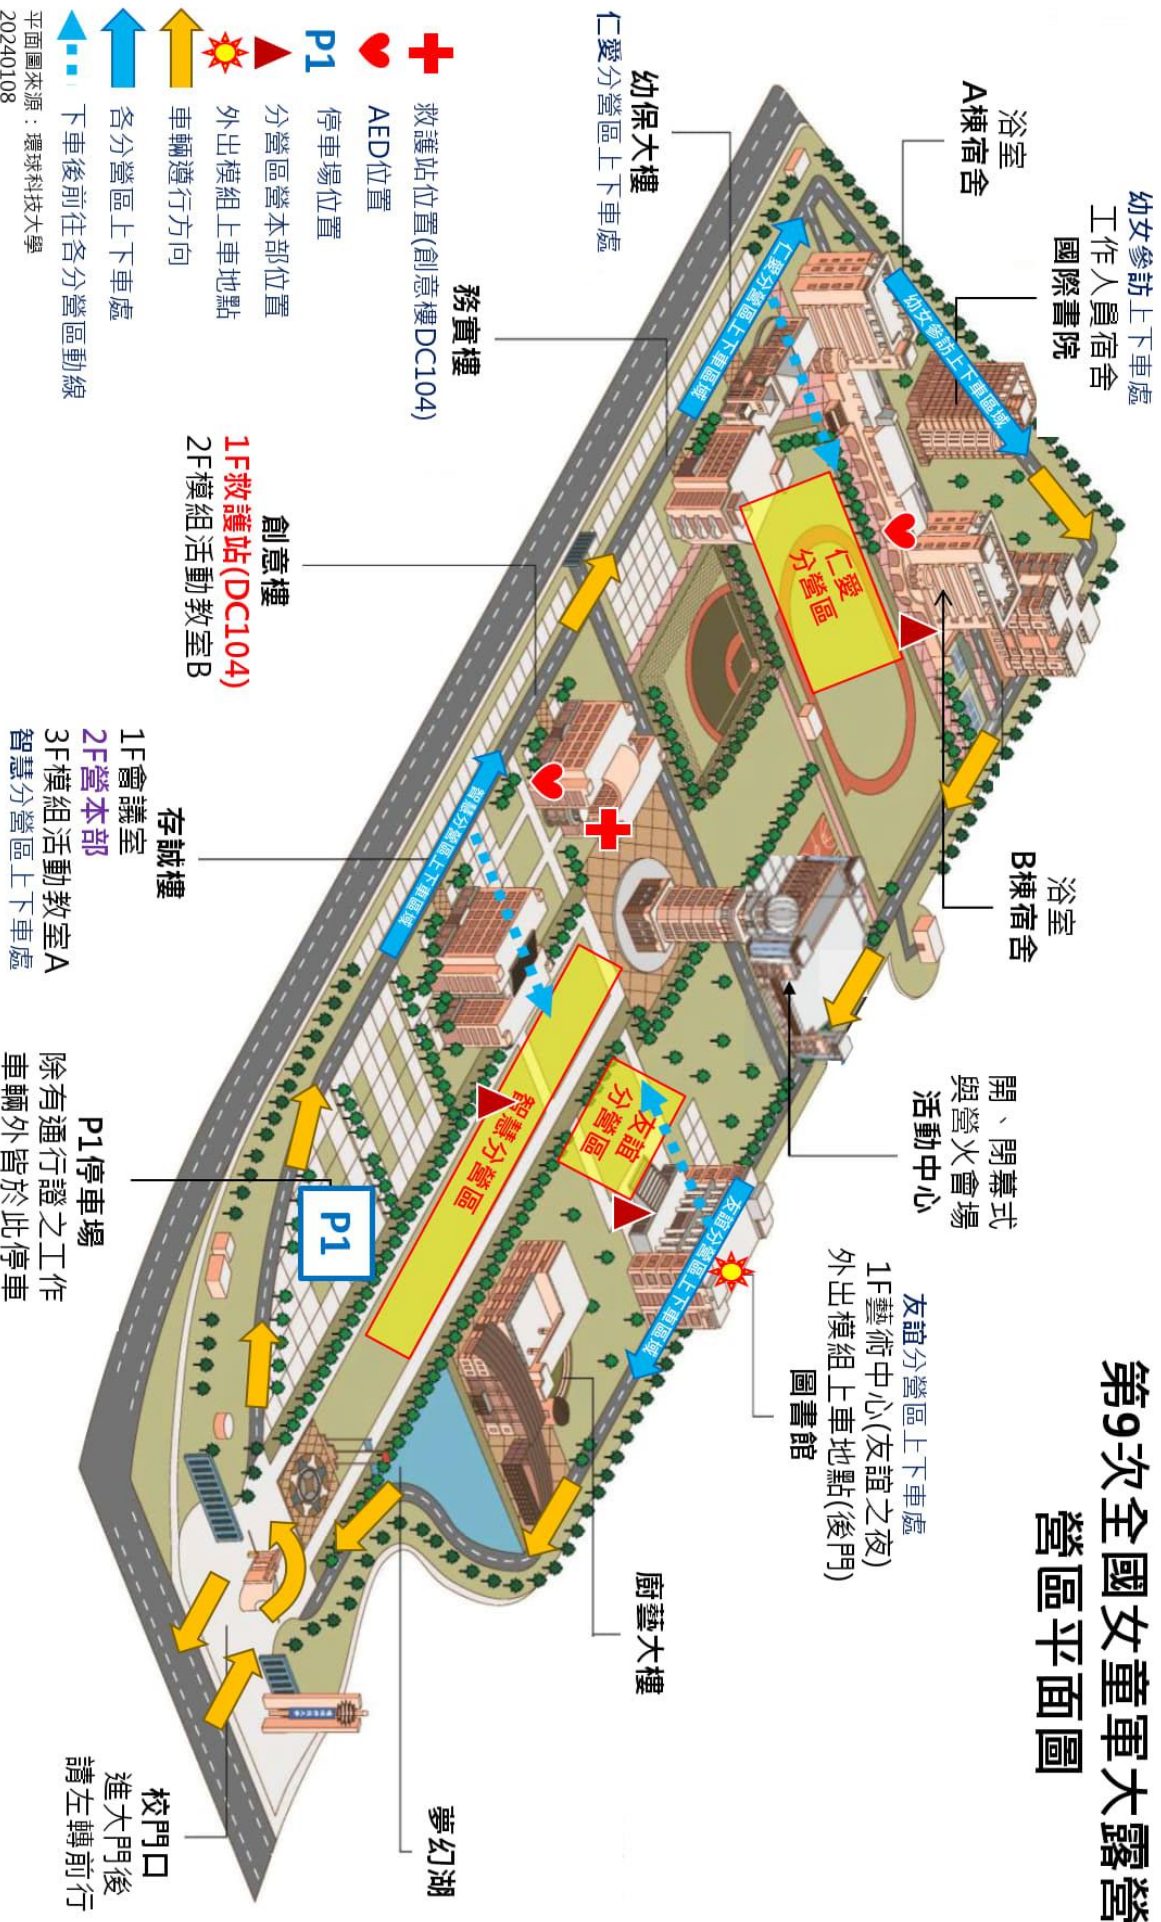 第9次全國女童軍大露營
營區平面圖
幼女參訪上下車處
工作人員宿舍
國際書院
浴室
A棟宿舍
幼保大樓
仁愛分營區上下車處
浴室
B棟宿舍
開、閉幕式
與營火會場
活動中心
友誼分營區上下車處
1F藝術中心(友誼之夜)
外出模組上車地點(後門)
圖書館
廚藝大樓
夢幻湖
校門口
進大門後
請左轉前行
務實樓
創意樓
1F救護站(DC104)
2F模組活動教室B
存誠樓
1F會議室
2F營本部
3F模組活動教室A
智慧分營區上下車處
P1停車場
除有通行證之工作
車輛外皆於此停車
幼女參訪上下車區域
仁愛分營區上下車區域
仁愛
分營區
智慧分營區上下車區域
智慧分營區
友誼
分營區
友誼分營區上下車區域
P1
救護站位置(創意樓DC104)
AED位置
P1
停車場位置
分營區營本部位置
外出模組上車地點
車輛遵行方向
各分營區上下車處
下車後前往各分營區動線
平面圖來源：環球科技大學
20240108